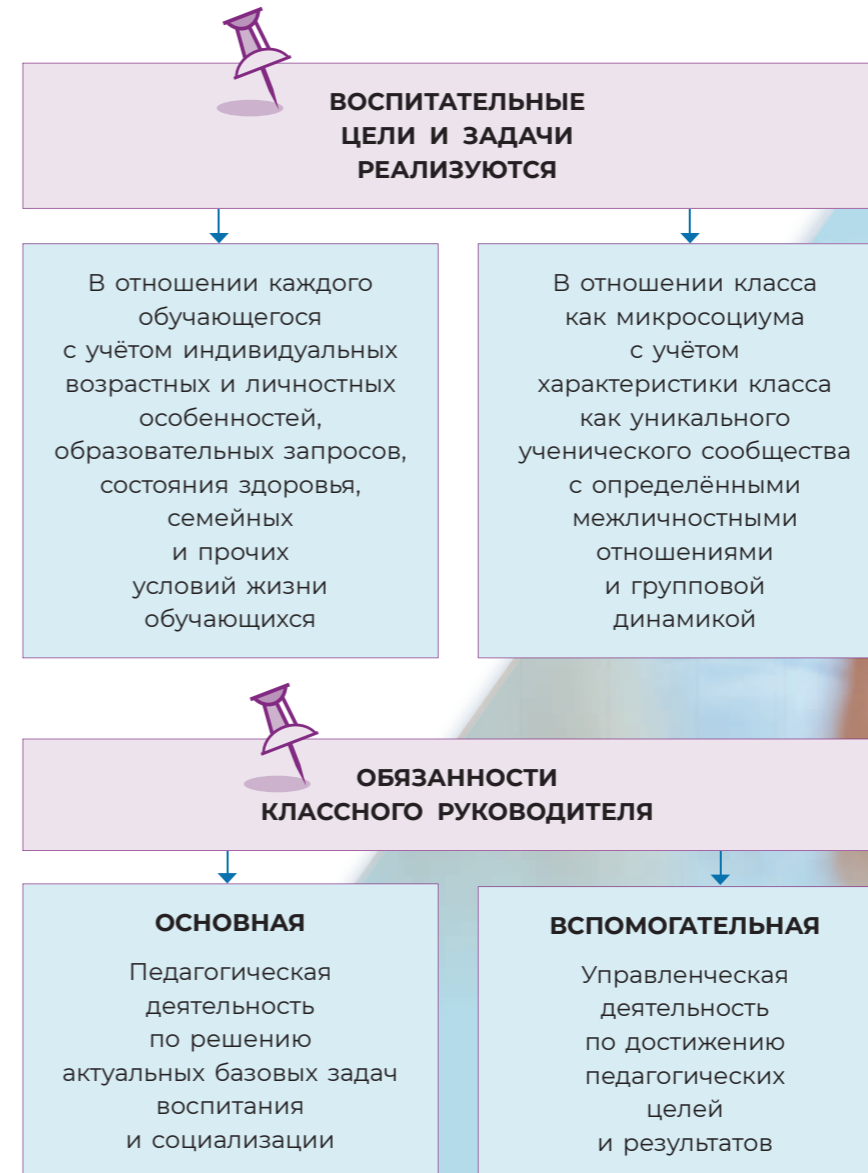 ВОСПИТАТЕЛЬНЫЕ
ЦЕЛИ И ЗАДАЧИ
РЕАЛИЗУЮТСЯ
В отношении каждого
обучающегося
с учётом индивидуальных
возрастных и личностных
особенностей,
образовательных запросов,
состояния здоровья,
семейных
и прочих
условий жизни
обучающихся
В отношении класса
как микросоциума
с учётом
характеристики класса
как уникального
ученического сообщества
с определёнными
межличностными
отношениями
и групповой
динамикой
ОБЯЗАННОСТИ
КЛАССНОГО РУКОВОДИТЕЛЯ
ОСНОВНАЯ
Педагогическая
деятельность
по решению
актуальных базовых задач
воспитания
и социализации
ВСПОМОГАТЕЛЬНАЯ
Управленческая
деятельность
по достижению
педагогических
целей
и результатов